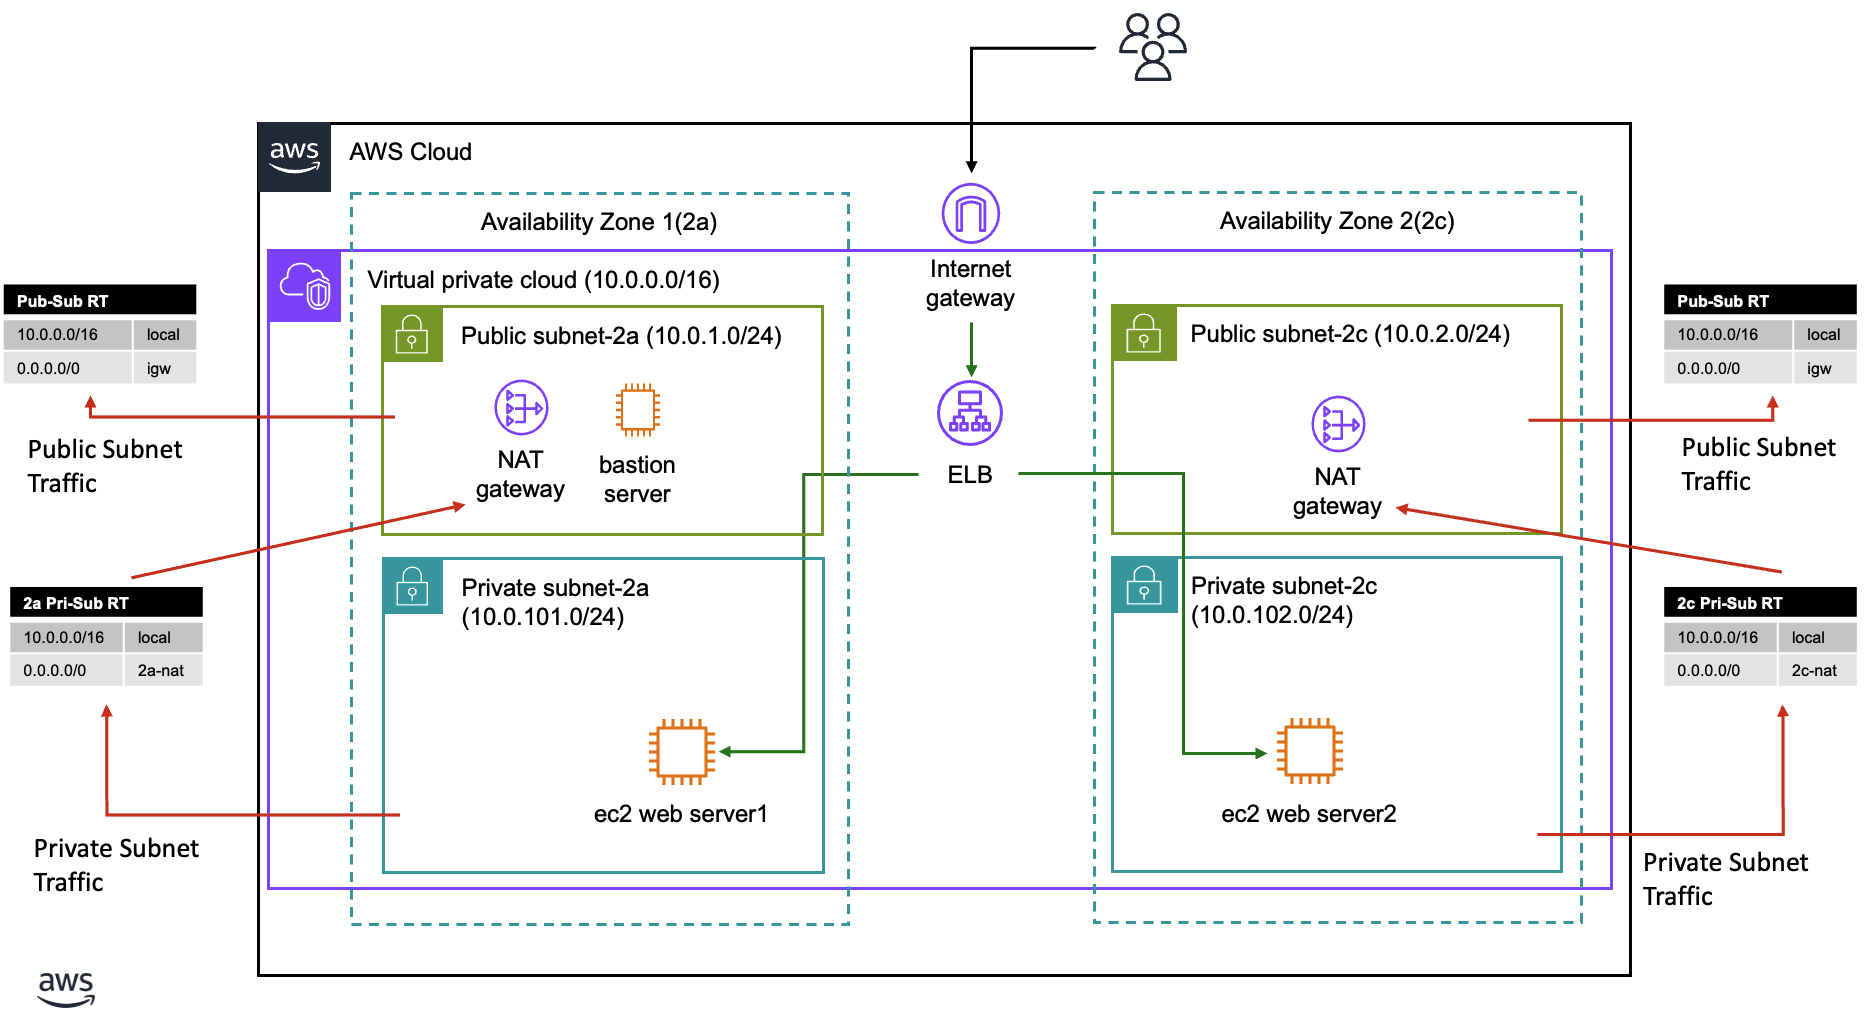 aws
AWS Cloud
Availability Zone 1(2a)
Availability Zone 2(2c)
Virtual private cloud (10.0.0.0/16)
Internet
gateway
Pub-Sub RT
10.0.0.0/16 local
0.0.0.0/0 igw
Public Subnet
Traffic
Public subnet-2a (10.0.1.0/24)
NAT
gateway
bastion
server
ELB
Public subnet-2c (10.0.2.0/24)
NAT
gateway
Pub-Sub RT
10.0.0.0/16 local
0.0.0.0/0 igw
Public Subnet
Traffic
2a Pri-Sub RT
10.0.0.0/16 local
0.0.0.0/0 2a-nat
Private Subnet
Traffic
Private subnet-2a
(10.0.101.0/24)
ec2 web server1
Private subnet-2c
(10.0.102.0/24)
ec2 web server2
2c Pri-Sub RT
10.0.0.0/16 local
0.0.0.0/0 2c-nat
Private Subnet
Traffic
aws